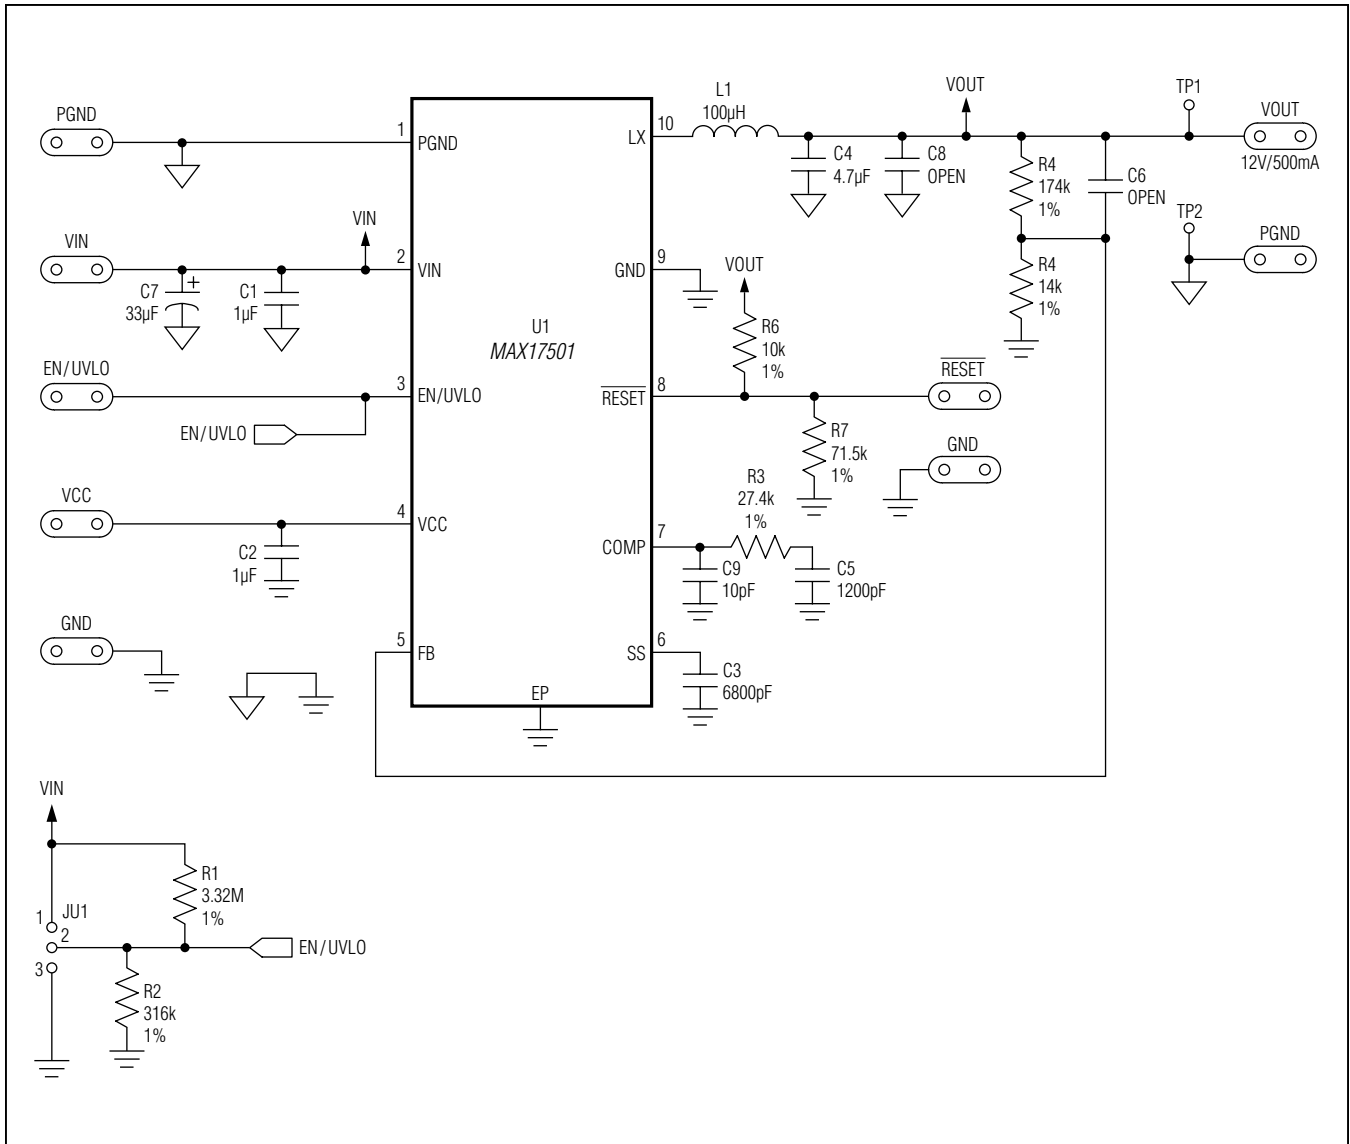 PGND
VIN
C7
33µF
+
C1
1µF
VIN
EN/UVLO
EN/UVLO
VCC
C2
1µF
GND
1
PGND
2
VIN
3
EN/UVLO
4
VCC
5
FB
U1
MAX17501
EP
LX
10
GND
9
RESET
8
COMP
7
SS
6
L1
100µH
C4
4.7µF
C8
OPEN
VOUT
R4
174k
1%
C6
OPEN
TP1
VOUT
12V/500mA
TP2
PGND
R4
14k
1%
VOUT
R6
10k
1%
RESET
R7
71.5k
1%
GND
R3
27.4k
1%
C9
10pF
C5
1200pF
C3
6800pF
VIN
R1
3.32M
1%
1
JU1
2
3
EN/UVLO
R2
316k
1%